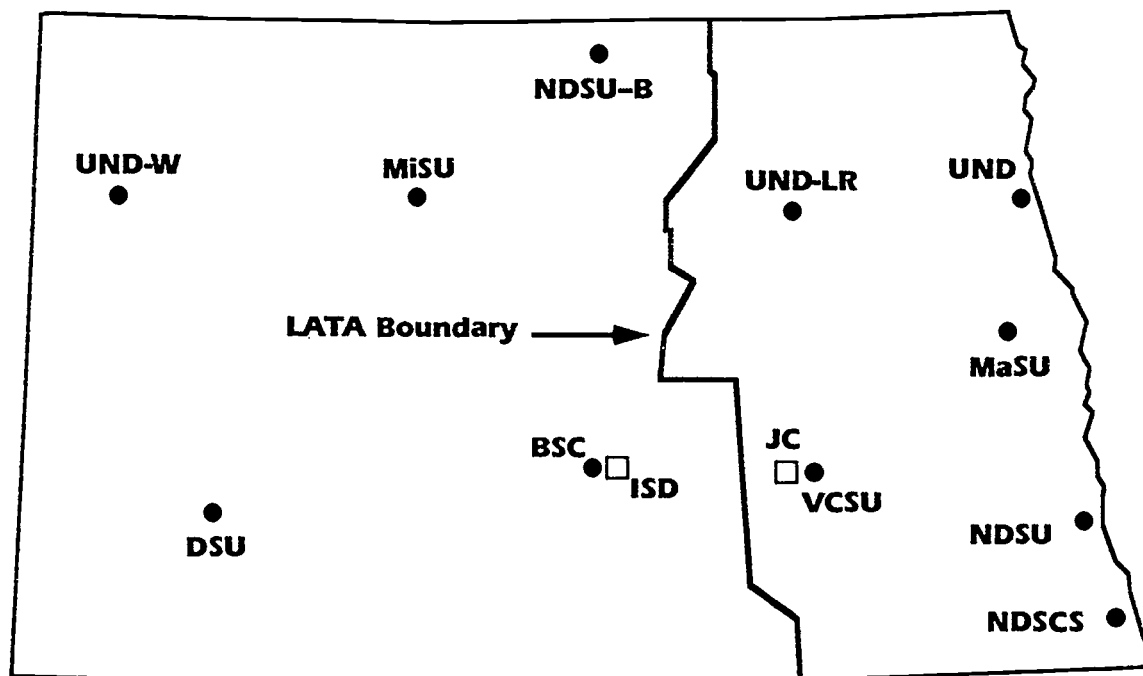 NDSU-B
UND-W
MiSU
UND-LR
UND
LATA Boundary
MaSU
BSC
ISD
JC
VCSU
DSU
NDSU
NDSCS